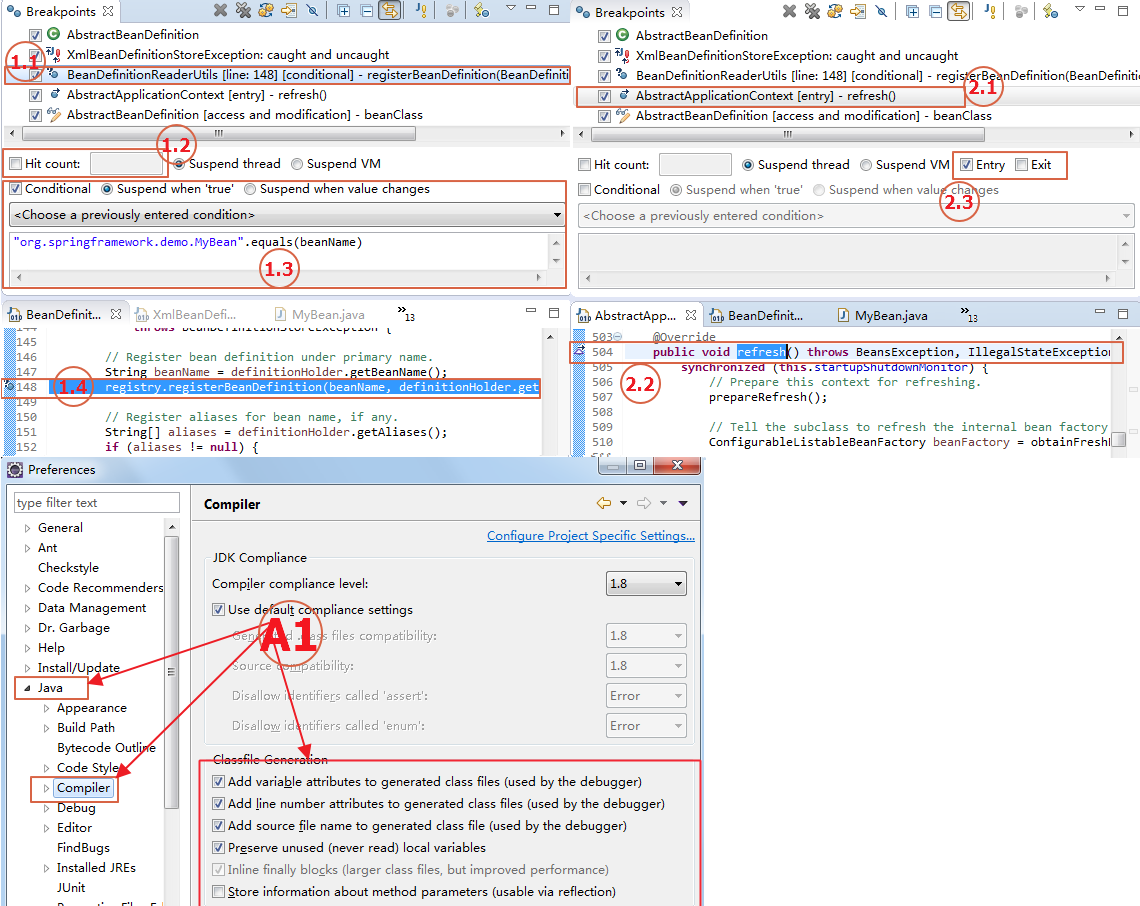 Breakpoints
AbstractBeanDefinition
XmlBeanDefinitionStoreException: caught and uncaught
1.1
BeanDefinitionReaderUtils [line: 148] [conditional] - registerBeanDefinition(BeanDefiniti
AbstractApplicationContext [entry] - refresh()
AbstractBeanDefinition [access and modification] - beanClass
1.2
Hit count:
Suspend thread
Suspend VM
Conditional
Suspend when 'true'
Suspend when value changes
<Choose a previously entered condition>
"org.springframework.demo.MyBean".equals(beanName)
1.3
BeanDefinit...
XmlBeanDefi...
MyBean.java
13
144 throws BeanDefinitionStoreException {
145
146 // Register bean definition under primary name.
147 String beanName = definitionHolder.getBeanName();
148 registry.registerBeanDefinition(beanName, definitionHolder.get
1.4
149
150 // Register aliases for bean name, if any.
151 String[] aliases = definitionHolder.getAliases();
152 if (aliases != null) {
Breakpoints
AbstractBeanDefinition
XmlBeanDefinitionStoreException: caught and uncaught
BeanDefinitionReaderUtils [line: 148] [conditional] - registerBeanDefinition(BeanDef
2.1
AbstractApplicationContext [entry] - refresh()
AbstractBeanDefinition [access and modification] - beanClass
Hit count:
Suspend thread
Suspend VM
Entry
Exit
Conditional
Suspend when 'true'
Suspend when value changes
2.3
<Choose a previously entered condition>
AbstractApp...
BeanDefinit...
MyBean.java
13
503 @Override
504 public void refresh() throws BeansException, IllegalStateException
505 synchronized (this.startupShutdownMonitor) {
2.2
506 // Prepare this context for refreshing.
507 prepareRefresh();
508
509 // Tell the subclass to refresh the internal bean factory
510 ConfigurableListableBeanFactory beanFactory = obtainFresh
Preferences
type filter text
General
Ant
Checkstyle
Code Recommenders
Data Management
Dr. Garbage
Help
Install/Update
Java
Appearance
Build Path
Bytecode Outline
Code Style
Compiler
Debug
Editor
FindBugs
Installed JREs
JUnit
Compiler
Configure Project Specific Settings...
JDK Compliance
Compiler compliance level:
1.8
Use default compliance settings
A1
Generated .class files compatibility:
1.8
Source compatibility:
1.8
Disallow identifiers called 'assert':
Error
Disallow identifiers called 'enum':
Error
Classfile Generation
Add variable attributes to generated class files (used by the debugger)
Add line number attributes to generated class files (used by the debugger)
Add source file name to generated class file (used by the debugger)
Preserve unused (never read) local variables
Inline finally blocks (larger class files, but improved performance)
Store information about method parameters (usable via reflection)